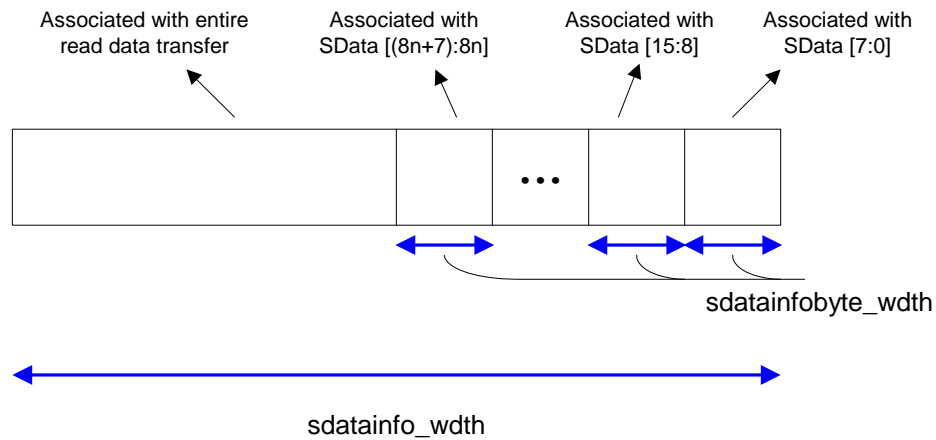 Associated with entire
read data transfer
Associated with
SData [(8n+7):8n]
Associated with
SData [15:8]
Associated with
SData [7:0]
•••
sdatainfobyte_wdth
sdatainfo_wdth